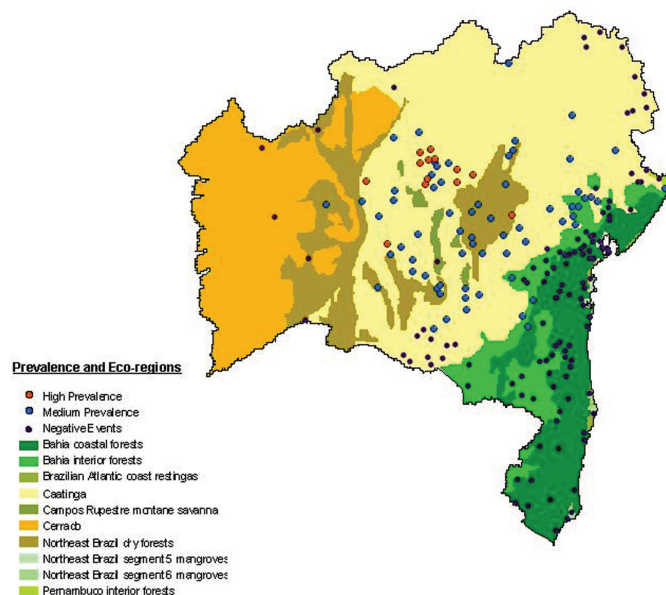 Prevalence and Eco-regions
High Prevalence
Medium Prevalence
Negative Events
Bahia coastal forests
Bahia interior forests
Brazilian Atlantic coast restingas
Caatinga
Campos Rupestre montane savanna
Cerrado
Northeast Brazil dry forests
Northeast Brazil segment 5 mangroves
Northeast Brazil segment 6 mangroves
Pernambuco interior forests